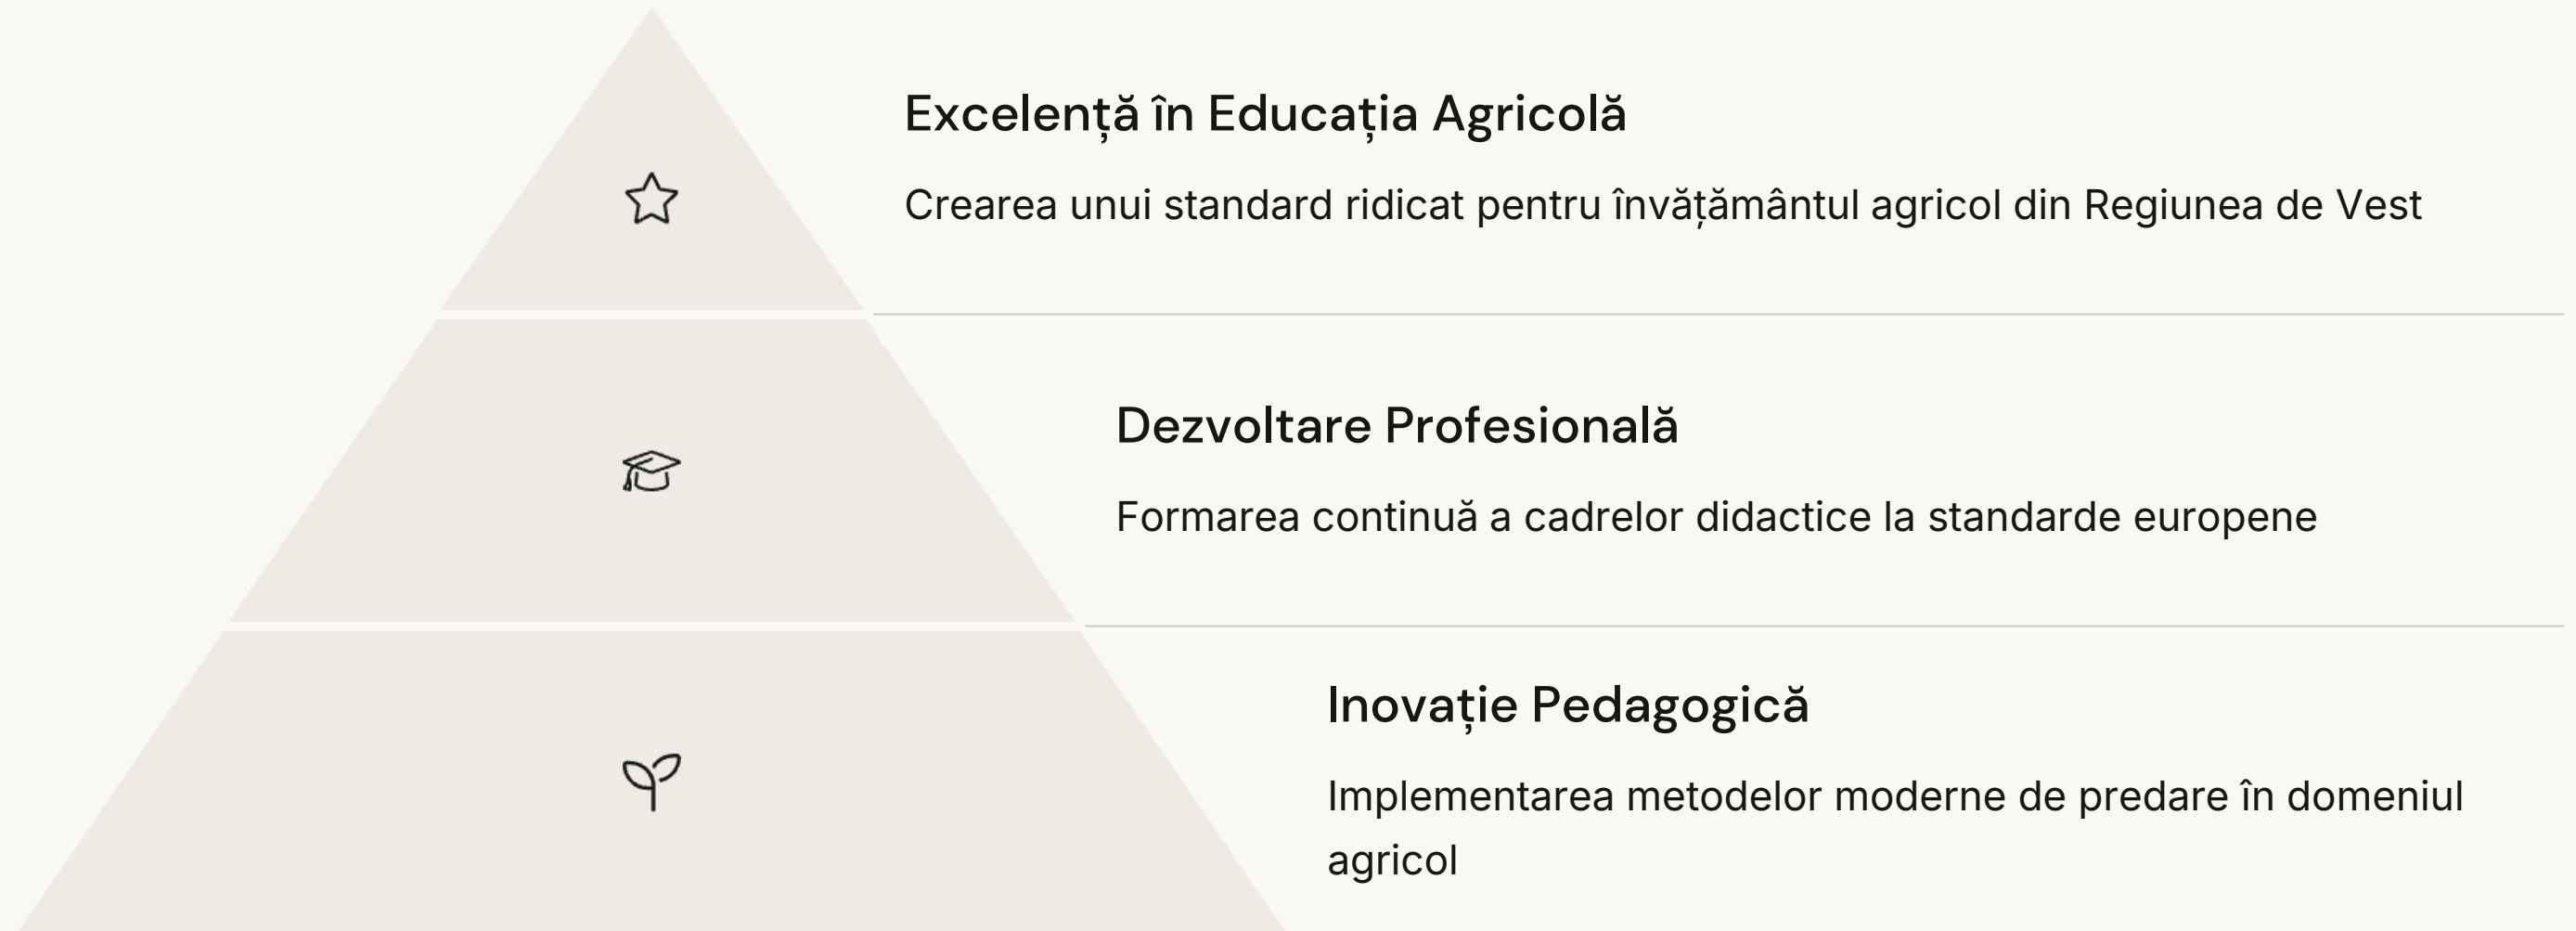 Excelență în Educația Agricolă
Crearea unui standard ridicat pentru învățământul agricol din Regiunea de Vest
Dezvoltare Profesională
Formarea continuă a cadrelor didactice la standarde europene
Inovație Pedagogică
Implementarea metodelor moderne de predare în domeniul
agricol